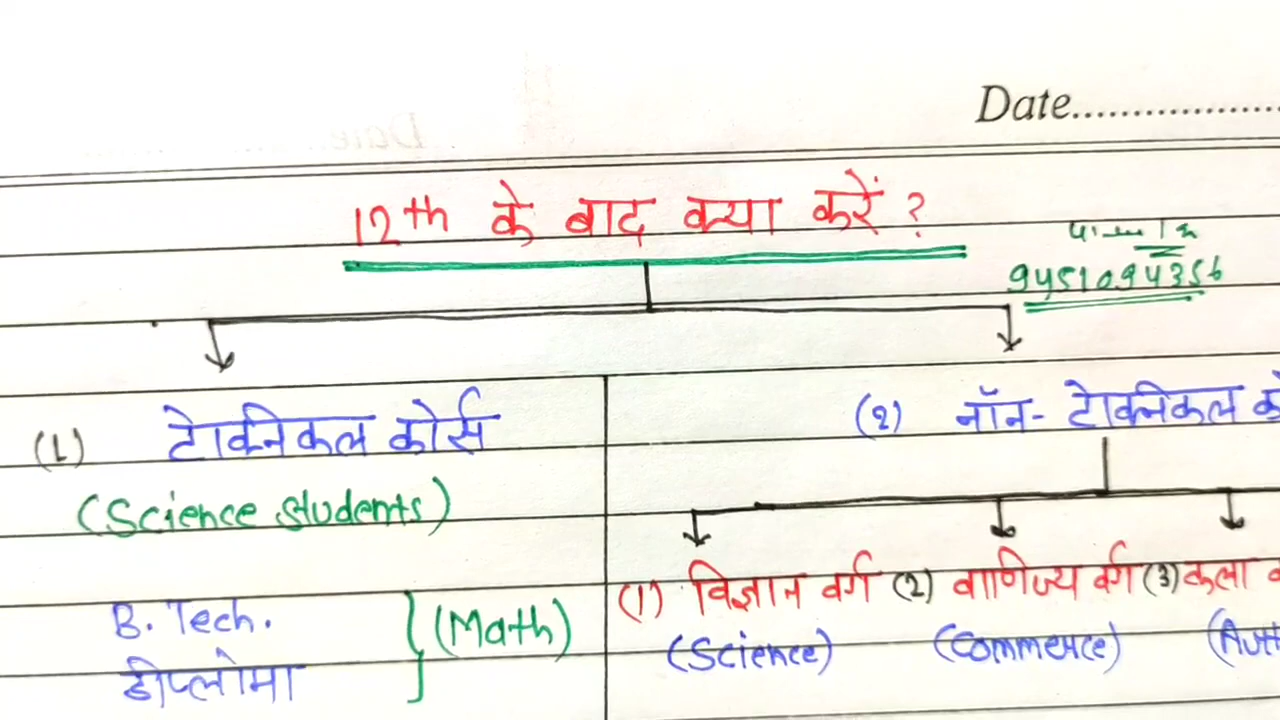 Date....................
12th के बाद क्या करें ?
9451094356
(1) टेक्निकल कोर्स
(2) नॉन- टेक्निकल
(Science students)
(1) विज्ञान वर्ग (2) वाणिज्य वर्ग (3) कला
(Science) (Commerce)
B. Tech. (Math)
डीप्लोमा